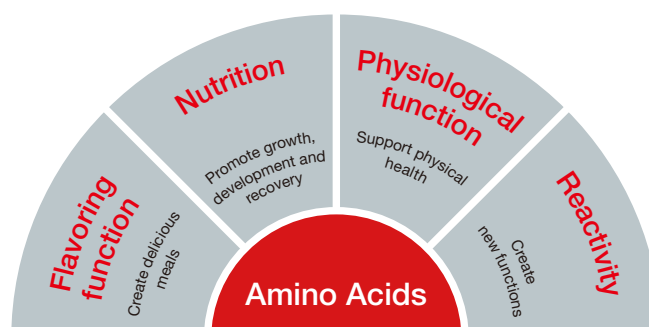 Flavoring
function
Create delicious
meals
Nutrition
Promote growth,
development and
recovery
Physiological
function
Support physical
health
Reactivity
Create
new functions
Amino Acids